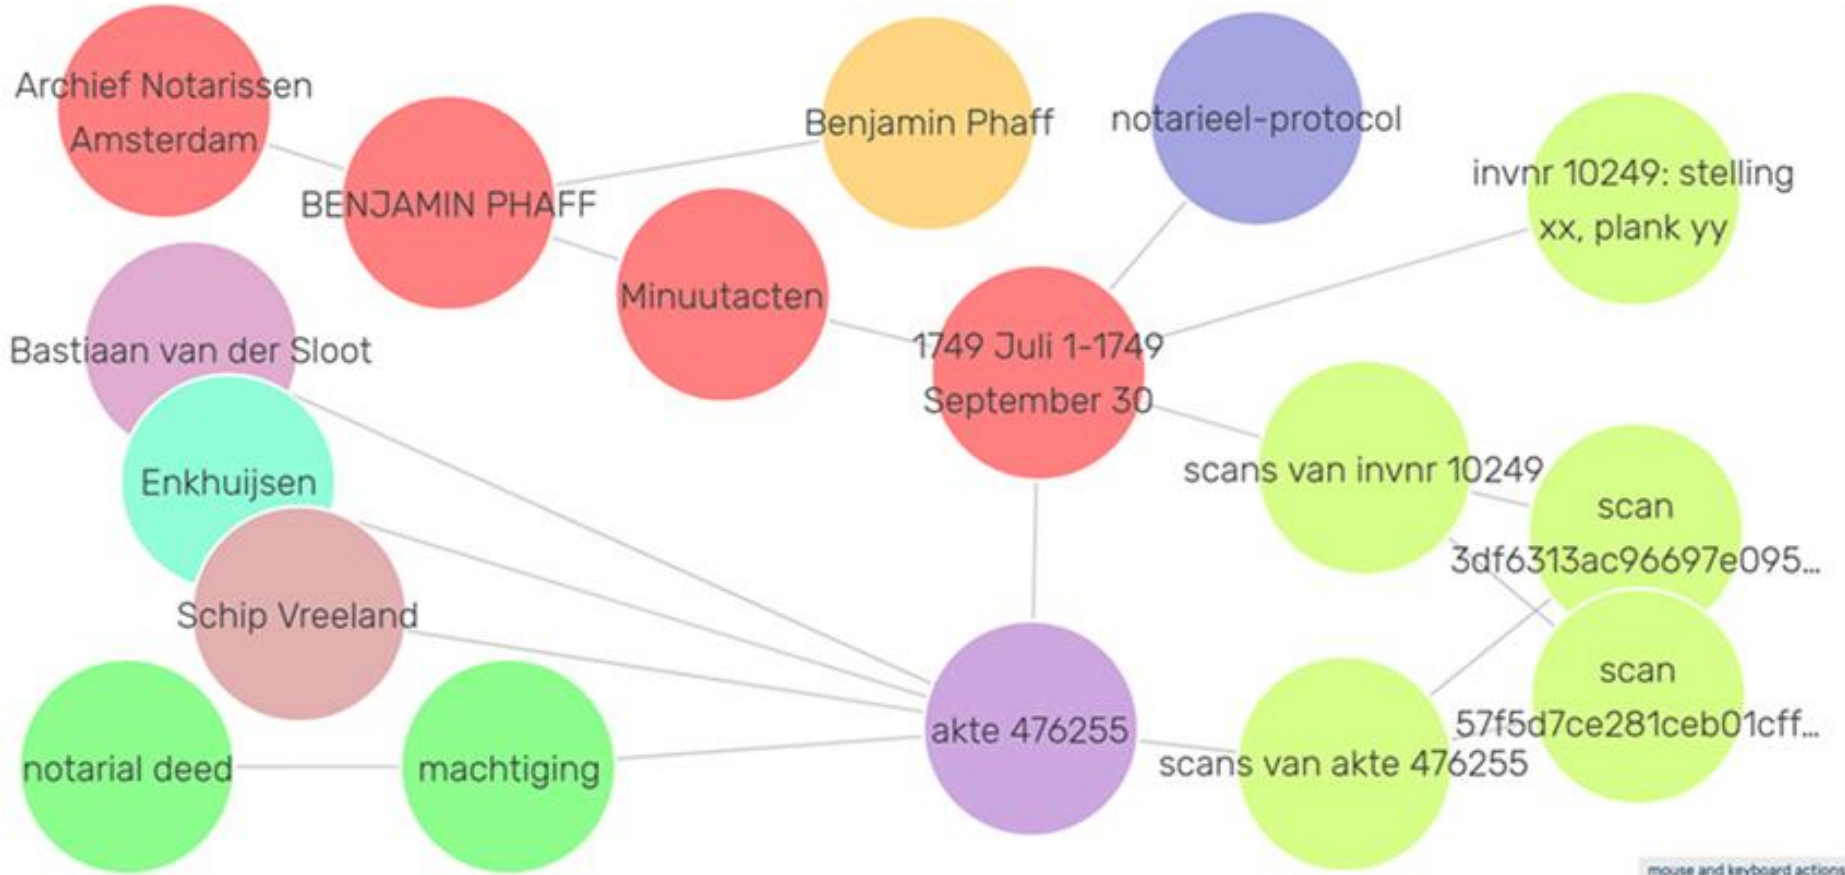 Archief Notarissen
Amsterdam
BENJAMIN PHAFF
Benjamin Phaff
notarieel-protocol
invnr 10249: stelling
xx, plank yy
Minuutacten
1749 Juli 1-1749
September 30
Bastiaan van der Sloot
Enkhuijsen
Schip Vreeland
scans van invnr 10249
scan
3df6313ac96697e095...
scan
57f5d7ce281ceb01cff...
notarial deed
machtiging
akte 476255
scans van akte 476255
mouse and keyboard actions